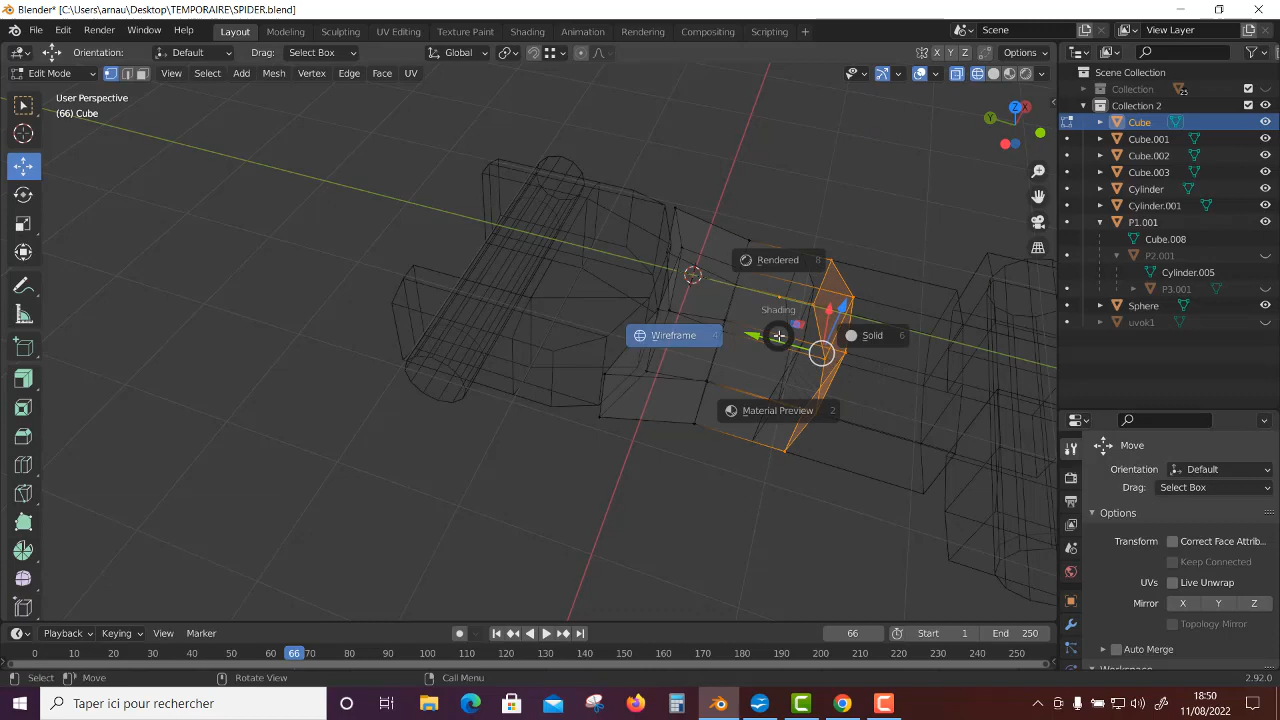 Blender* [C:\Users\arnau\Desktop\TEMPORAIRE\SPIDER.blend]
File Edit Render Window Help Layout Modeling Sculpting UV Editing Texture Paint Shading Animation Rendering Compositing Scripting + Scene View Layer
Orientation: Default Drag: Select Box Global X Y Z Options
Edit Mode View Select Add Mesh Vertex Edge Face UV
User Perspective
(66) Cube
Z X Y
Rendered 8
Shading
Wireframe 4
Solid 6
Material Preview 2
Scene Collection
Collection 25
Collection 2
Cube
Cube.001
Cube.002
Cube.003
Cylinder
Cylinder.001
P1.001
Cube.008
P2.001
Cylinder.005
P3.001
Sphere
uvok1
Move
Orientation Default
Drag: Select Box
Options
Transform Correct Face Attrib...
Keep Connected
UVs Live Unwrap
Mirror X Y Z
Topology Mirror
Auto Merge
Workspace
Playback Keying View Marker 66 Start 1 End 250
0 10 20 30 40 50 60 66 70 80 90 100 110 120 130 140 150 160 170 180 190 200 210 220 230 240 250
Select Move Rotate View Call Menu 2.92.0
Taperici pour rechercher
18:50
11/08/2022